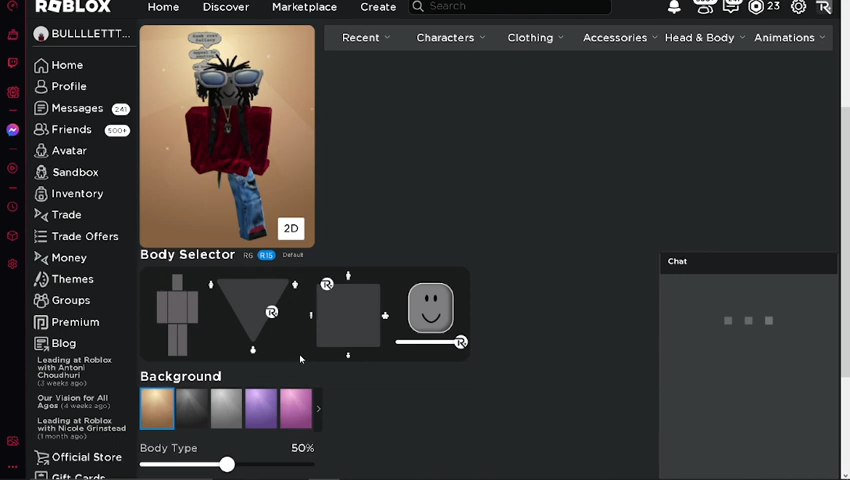 ROBLOX Home Discover Marketplace Create Search 23
BULLLLETTT... Recent Characters Clothing Accessories Head & Body Animations
Home
Profile
Messages 241
Friends 500+
Avatar
Sandbox
Inventory
Trade
Trade Offers
Money
Themes
Groups
Premium
Blog
Leading at Roblox
with Antoni
Choudhuri
(3 weeks ago)
Our Vision for All
Ages (4 weeks ago)
Leading at Roblox
with Nicole Grinstead
(1 month ago)
Official Store
Gift Cards
2D
Body Selector R6 R15 Default
Background
Body Type 50%
Chat